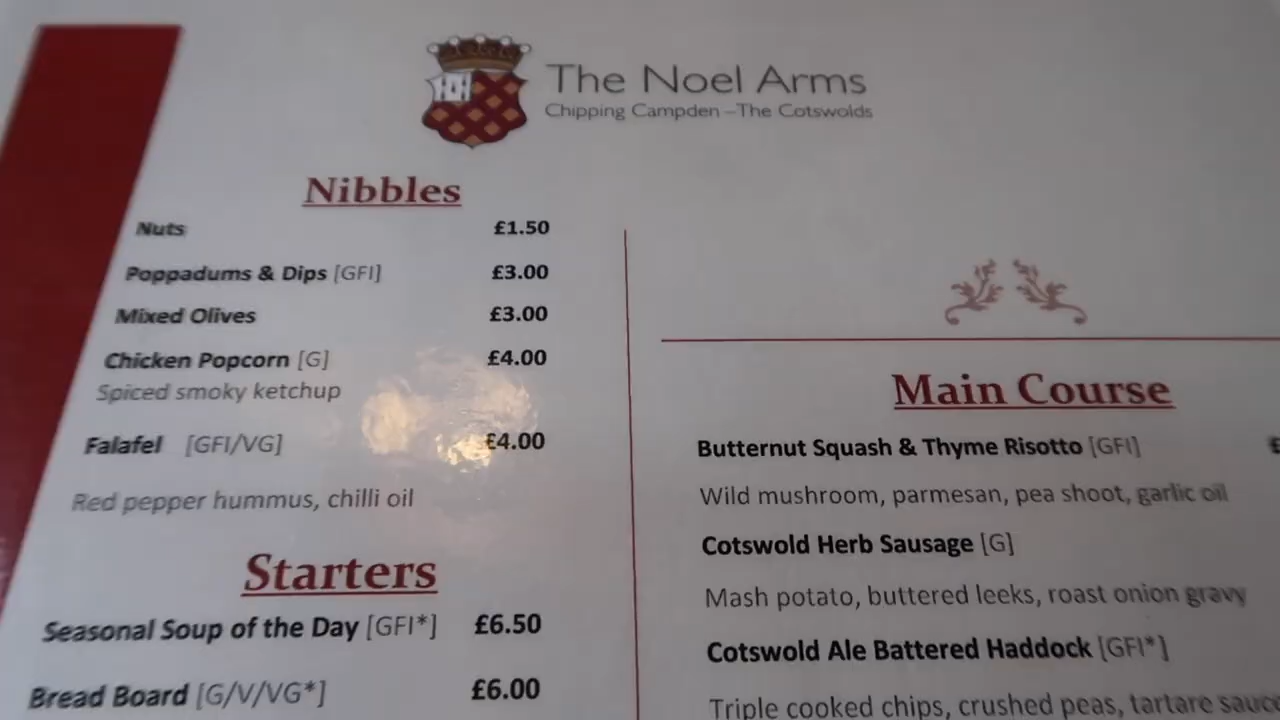 The Noel Arms
Chipping Campden – The Cotswolds
Nibbles
Nuts £1.50
Poppadums & Dips [GFI] £3.00
Mixed Olives £3.00
Chicken Popcorn [G] £4.00
Spiced smoky ketchup
Falafel [GFI/VG] £4.00
Red pepper hummus, chilli oil
Starters
Seasonal Soup of the Day [GFI*] £6.50
Bread Board [G/V/VG*] £6.00
Main Course
Butternut Squash & Thyme Risotto [GFI] £
Wild mushroom, parmesan, pea shoot, garlic oil
Cotswold Herb Sausage [G]
Mash potato, buttered leeks, roast onion gravy
Cotswold Ale Battered Haddock [GFI*]
Triple cooked chips, crushed peas, tartare sauce